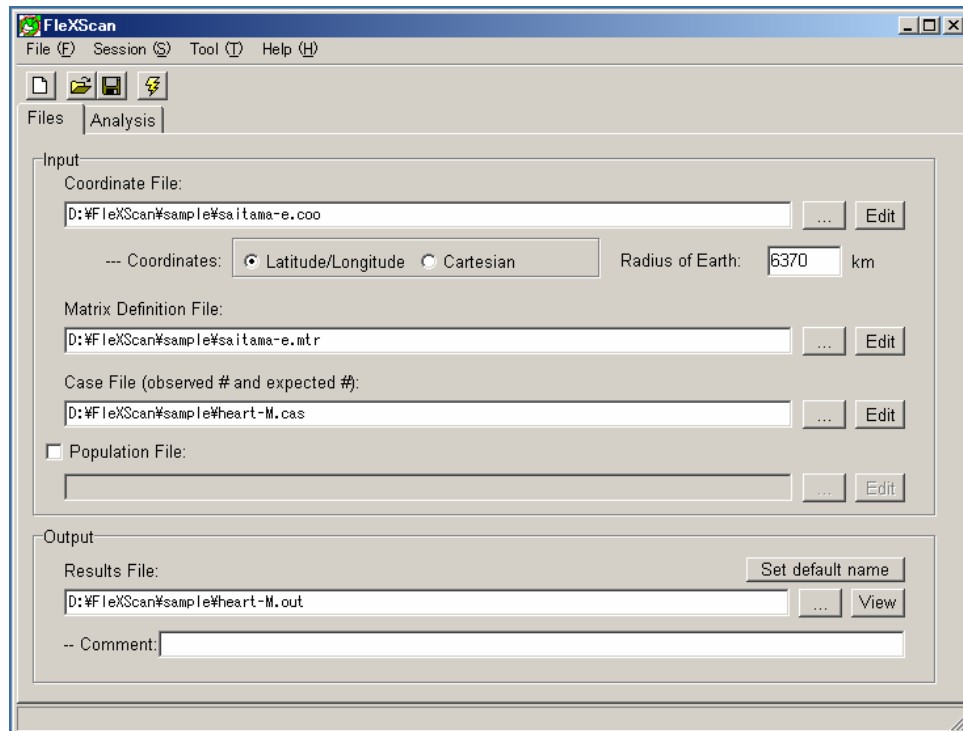 FleXScan
File (F) Session (S) Tool (T) Help (H)
Files Analysis
Input
Coordinate File:
D:¥FleXScan¥sample¥saitama-e.coo ... Edit
--- Coordinates: Latitude/Longitude Cartesian Radius of Earth: 6370 km
Matrix Definition File:
D:¥FleXScan¥sample¥saitama-e.mtr ... Edit
Case File (observed # and expected #):
D:¥FleXScan¥sample¥heart-M.cas ... Edit
Population File:
... Edit
Output
Results File: Set default name
D:¥FleXScan¥sample¥heart-M.out ... View
-- Comment: